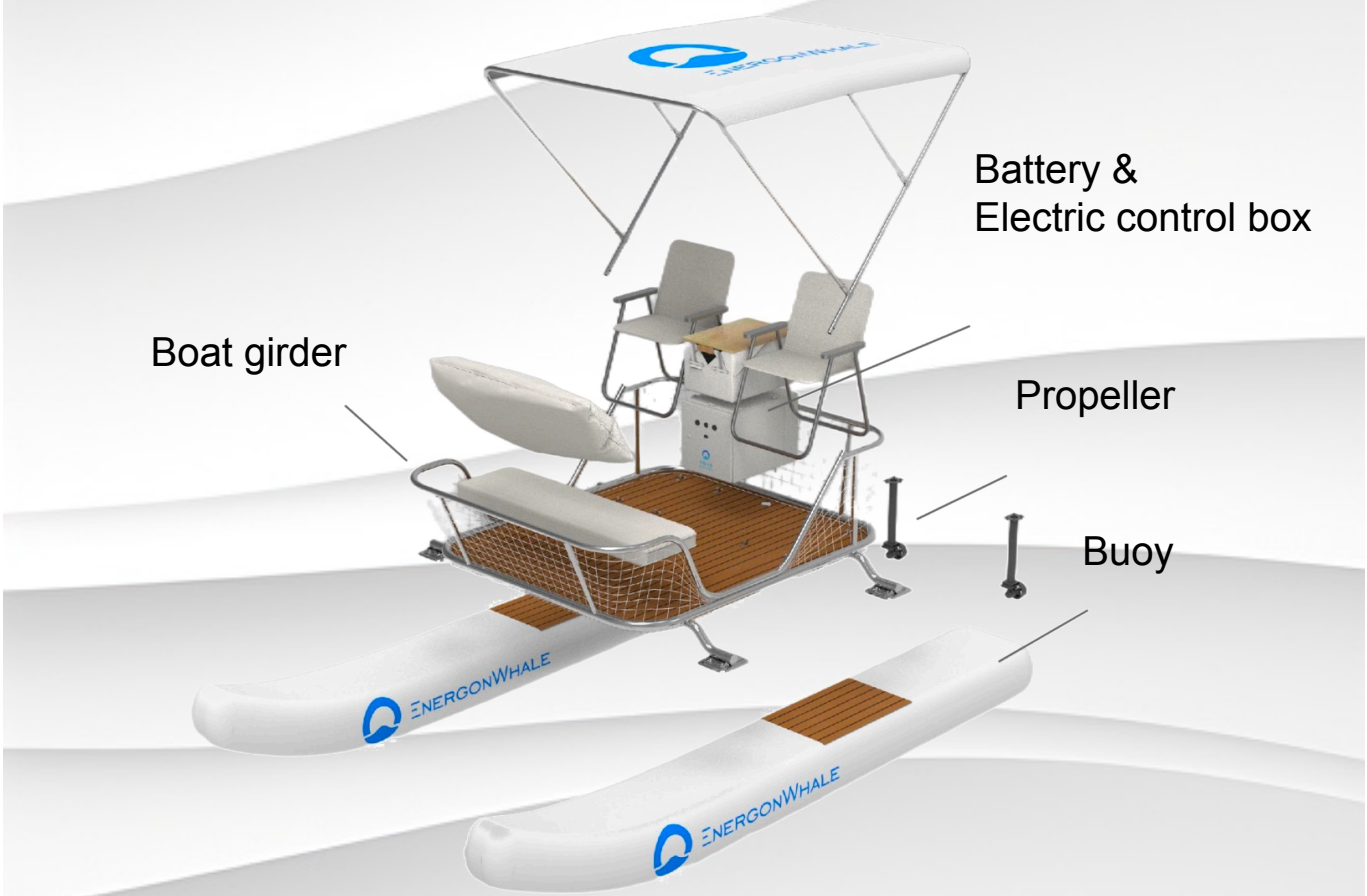 ENERGONWHALE
Battery &
Electric control box
Boat girder
Propeller
Buoy
ENERGONWHALE
ENERGONWHALE